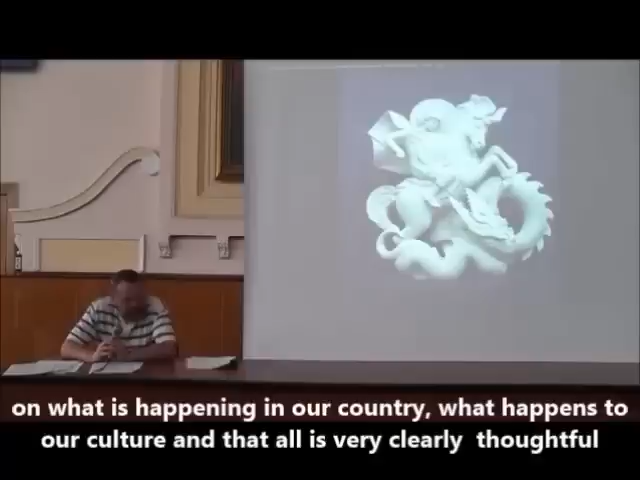 on what is happening in our country, what happens to
our culture and that all is very clearly  thoughtful